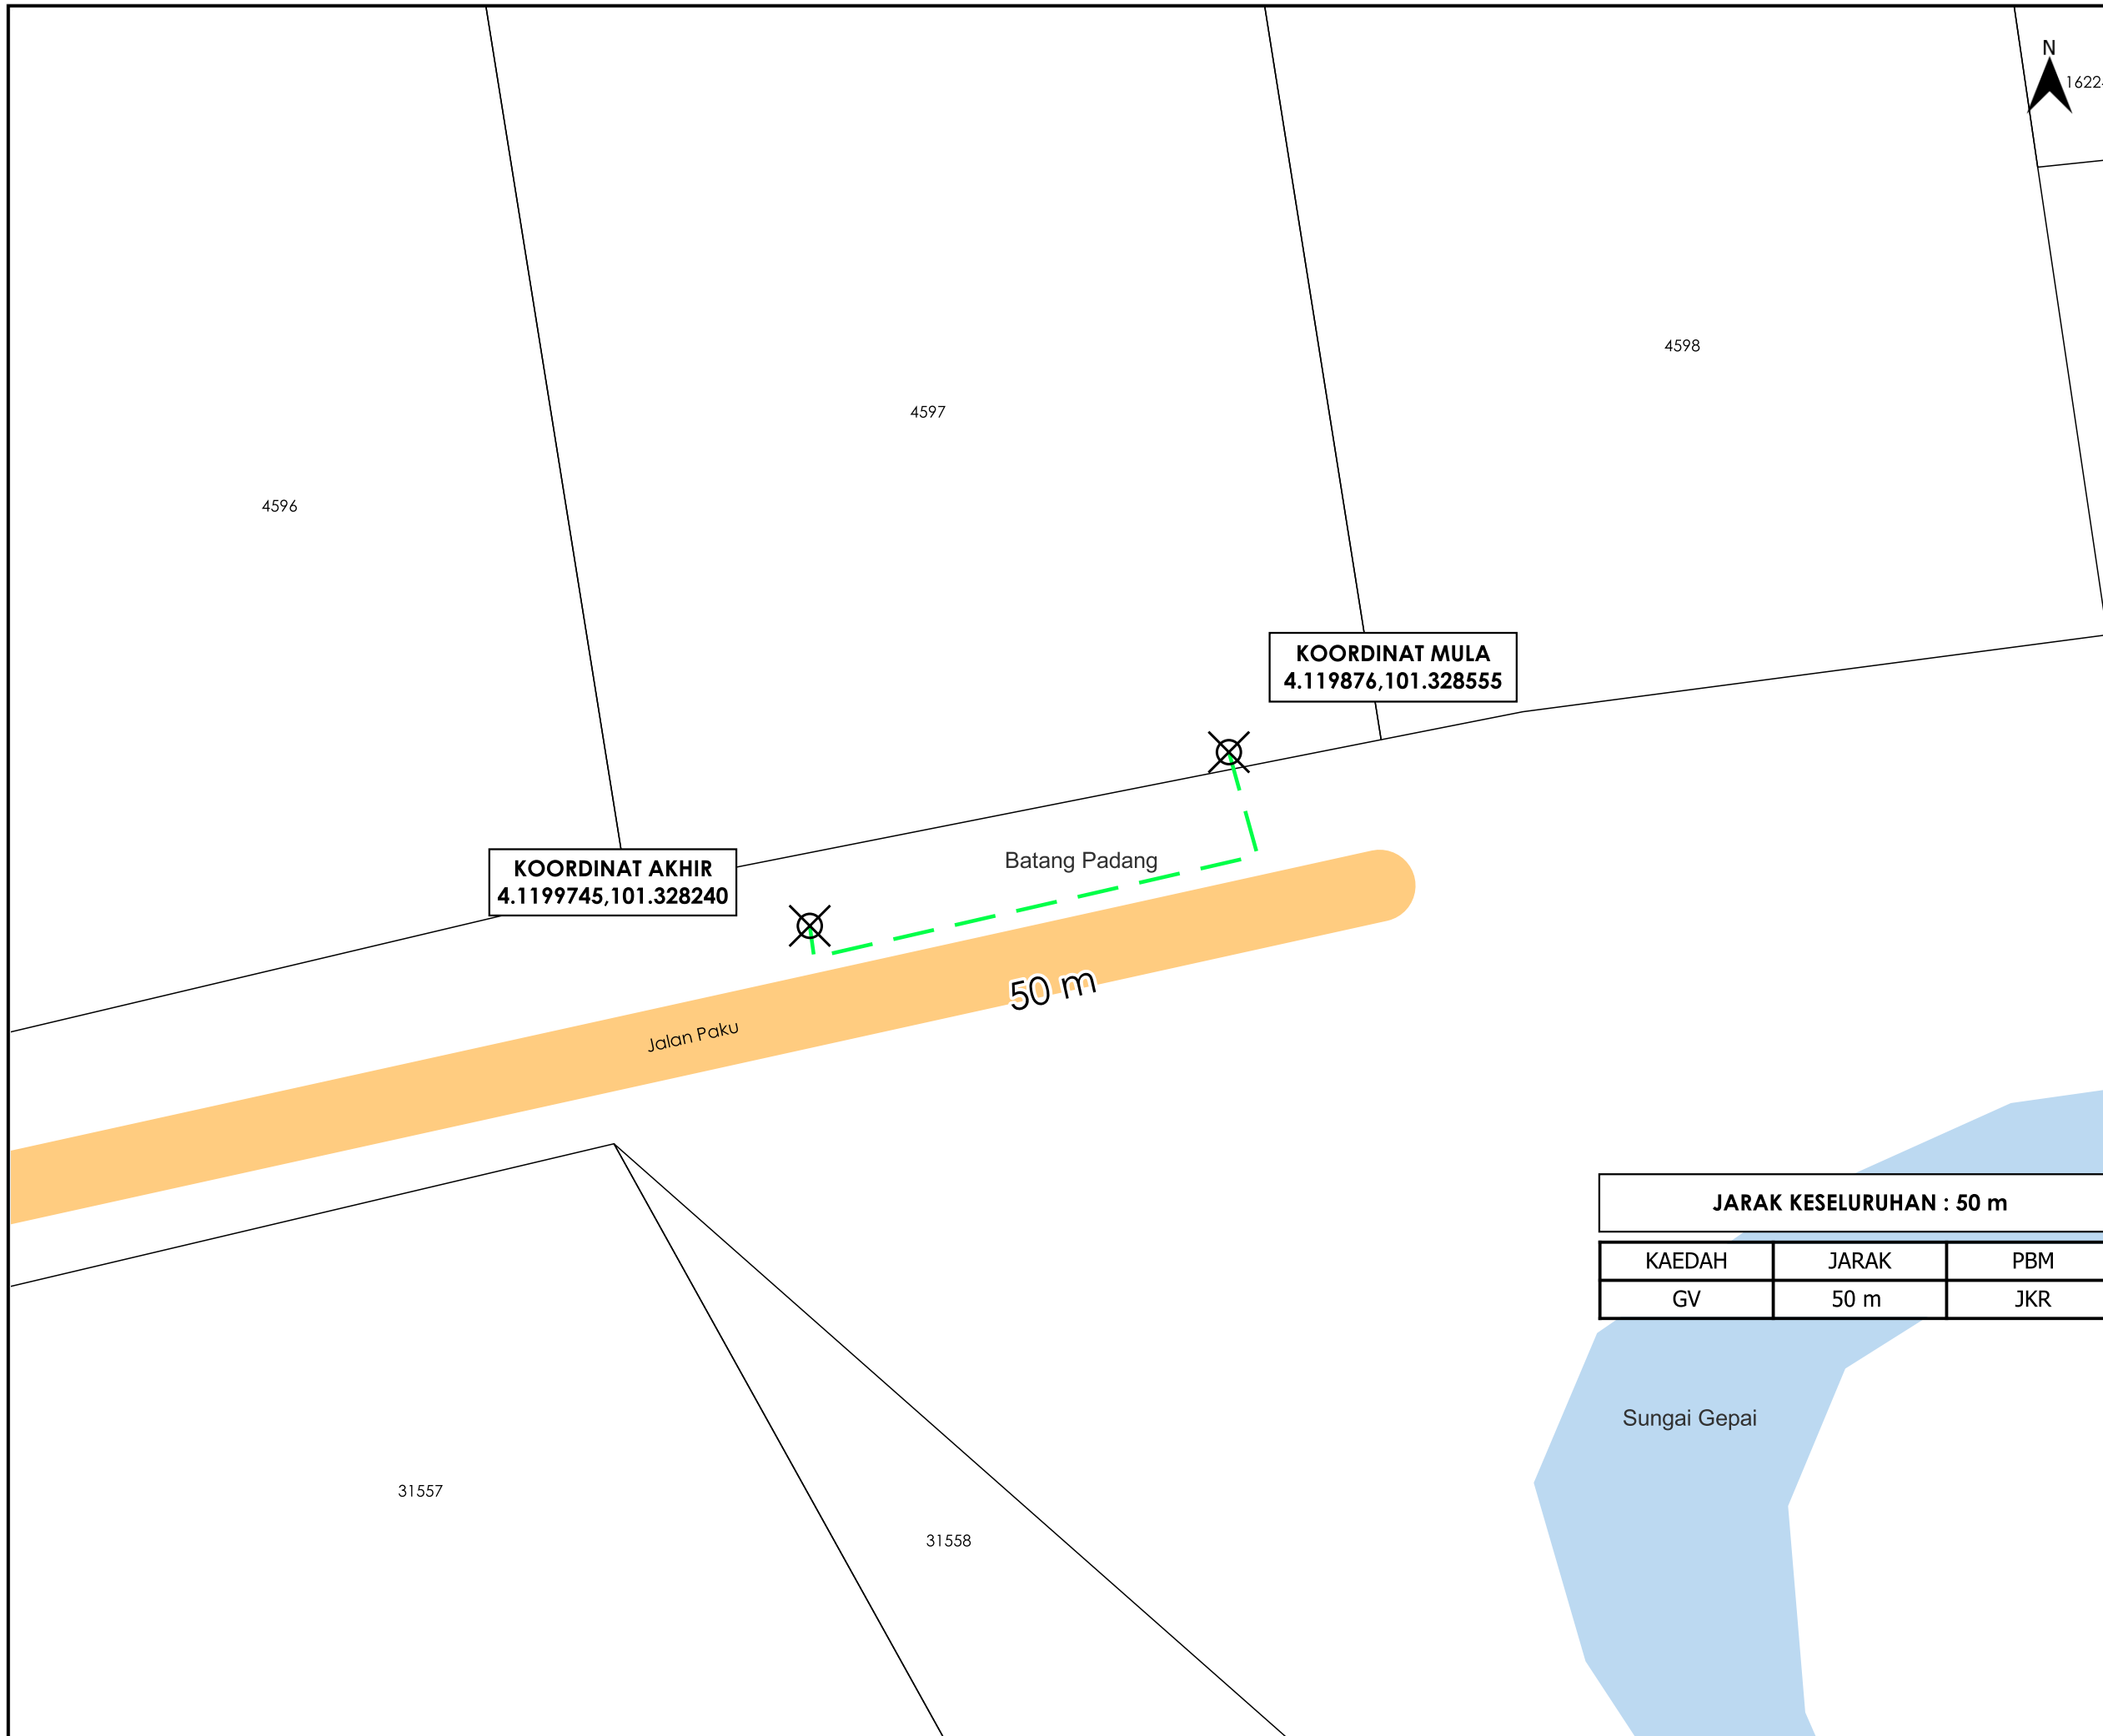 N
4598
4597
4596
KOORDINAT MULA
4.119876,101.328555
Batang Padang
KOORDINAT AKHIR
4.1199745,101.328240
50 m
Jalan Paku
JARAK KESELURUHAN : 50 m
KAEDAH JARAK PBM
GV 50 m JKR
Sungai Gepai
31557
31558